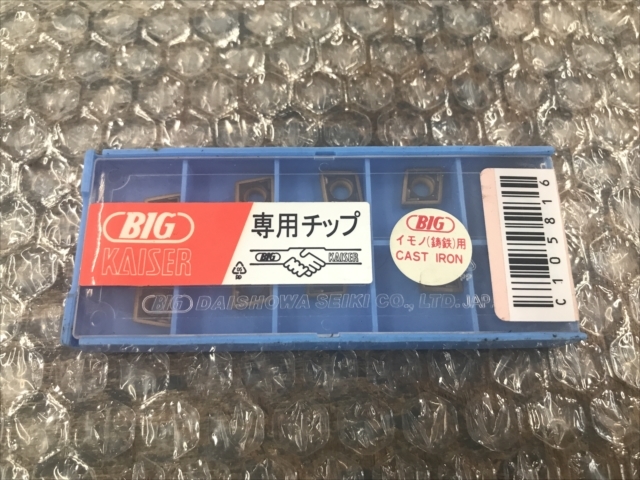 BIG
KAISER
専用チップ
BIG KAISER
BIG
イモノ(鋳鉄)用
CAST IRON
BIG DAISHOWA SEIKI CO., LTD. JAPAN
c105816